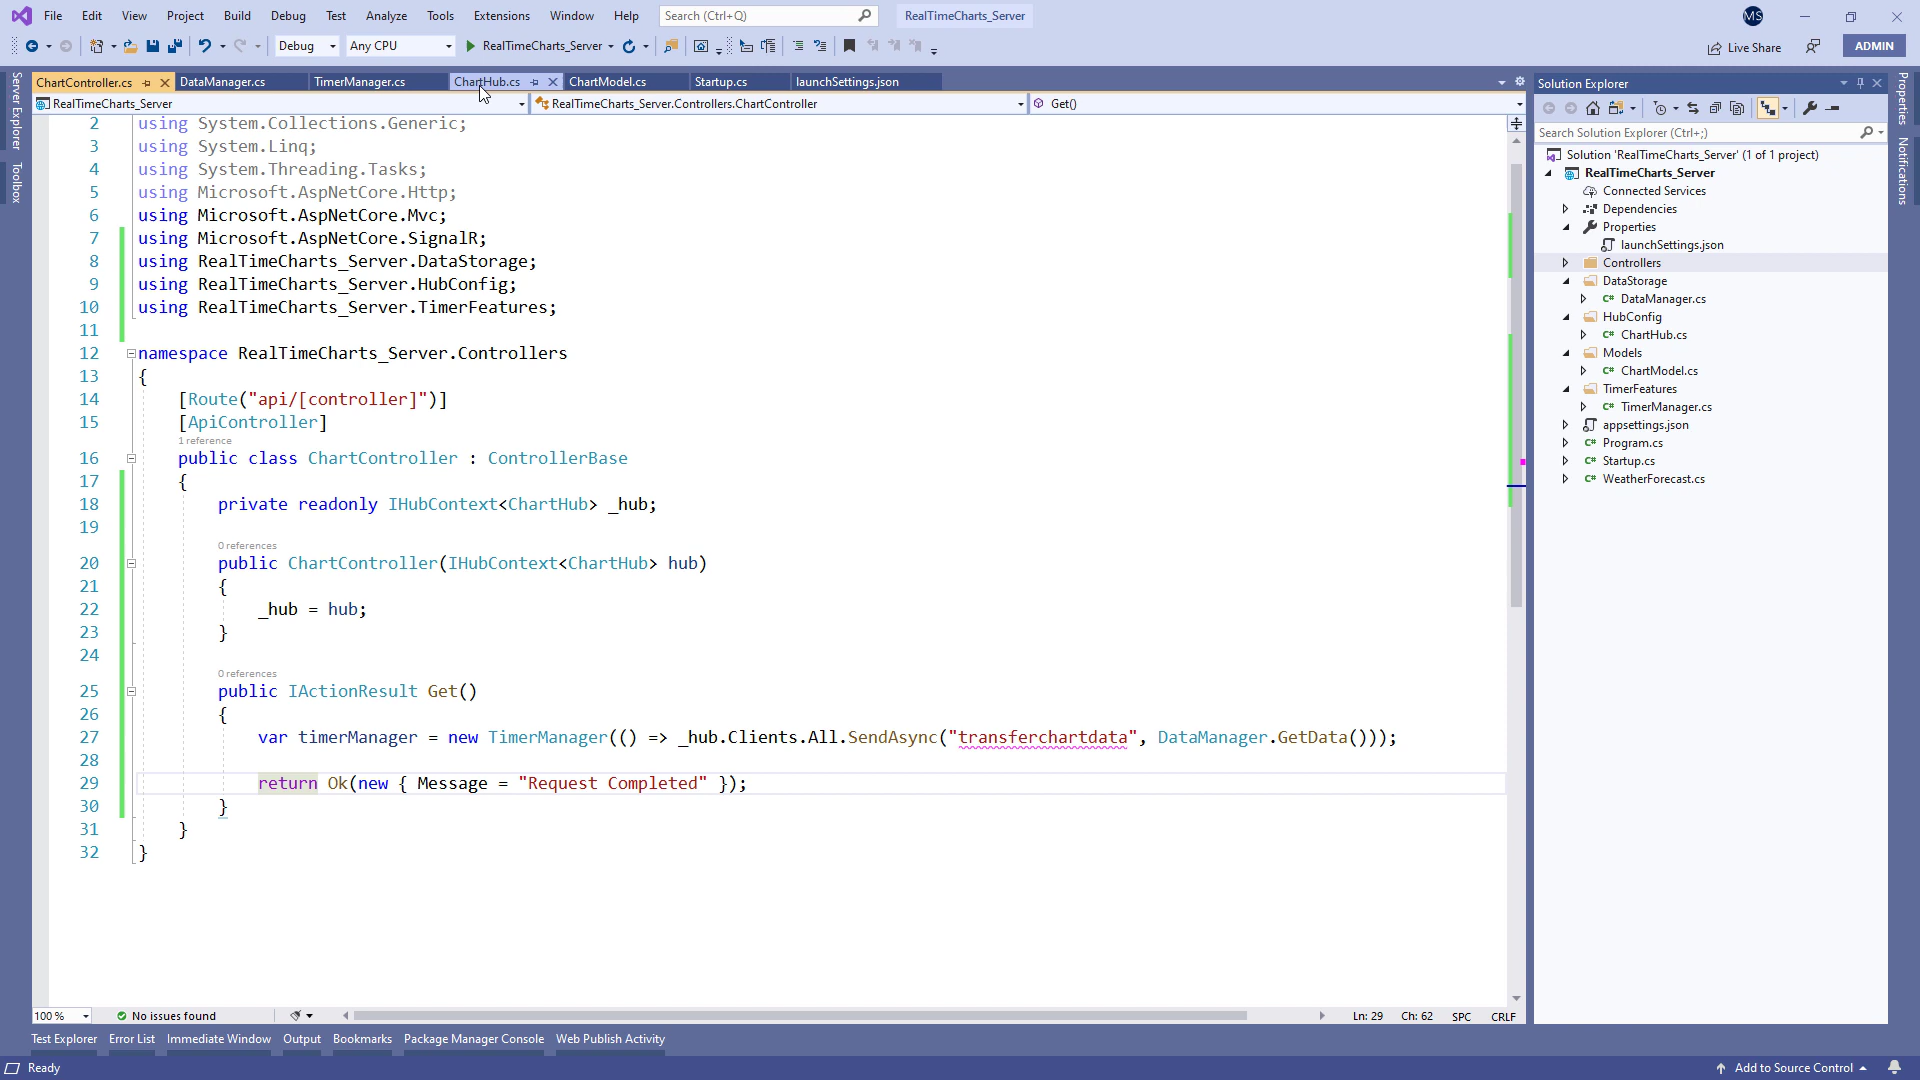 File Edit View Project Build Debug Test Analyze Tools Extensions Window Help Search (Ctrl+Q) RealTimeCharts_Server MS
Debug Any CPU RealTimeCharts_Server Live Share ADMIN
ChartController.cs DataManager.cs TimerManager.cs ChartHub.cs ChartModel.cs Startup.cs launchSettings.json
RealTimeCharts_Server RealTimeCharts_Server.Controllers.ChartController Get()
Server Explorer
Toolbox
2 using System.Collections.Generic;
3 using System.Linq;
4 using System.Threading.Tasks;
5 using Microsoft.AspNetCore.Http;
6 using Microsoft.AspNetCore.Mvc;
7 using Microsoft.AspNetCore.SignalR;
8 using RealTimeCharts_Server.DataStorage;
9 using RealTimeCharts_Server.HubConfig;
10 using RealTimeCharts_Server.TimerFeatures;
11
12 namespace RealTimeCharts_Server.Controllers
13 {
14 [Route("api/[controller]")]
15 [ApiController]
1 reference
16 public class ChartController : ControllerBase
17 {
18 private readonly IHubContext<ChartHub> _hub;
19
0 references
20 public ChartController(IHubContext<ChartHub> hub)
21 {
22 _hub = hub;
23 }
24
0 references
25 public IActionResult Get()
26 {
27 var timerManager = new TimerManager(() => _hub.Clients.All.SendAsync("transferchartdata", DataManager.GetData()));
28
29 return Ok(new { Message = "Request Completed" });
30 }
31 }
32 }
100 % No issues found Ln: 29 Ch: 62 SPC CRLF
Solution Explorer
Search Solution Explorer (Ctrl+;)
Solution 'RealTimeCharts_Server' (1 of 1 project)
RealTimeCharts_Server
Connected Services
Dependencies
Properties
launchSettings.json
Controllers
DataStorage
C# DataManager.cs
HubConfig
C# ChartHub.cs
Models
C# ChartModel.cs
TimerFeatures
C# TimerManager.cs
appsettings.json
C# Program.cs
C# Startup.cs
C# WeatherForecast.cs
Properties
Notifications
Test Explorer Error List Immediate Window Output Bookmarks Package Manager Console Web Publish Activity
Ready Add to Source Control